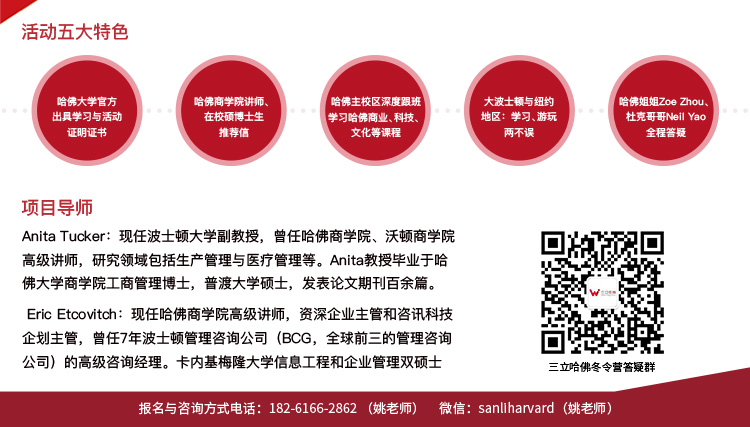 活动五大特色
哈佛大学官方
出具学习与活动
证明证书
哈佛商学院讲师、
在校硕博士生
推荐信
哈佛主校区深度跟班
学习哈佛商业、科技、
文化等课程
大波士顿与纽约
地区：学习、游玩
两不误
哈佛姐姐Zoe Zhou、
杜克哥哥Neil Yao
全程答疑
项目导师
Anita Tucker：现任波士顿大学副教授，曾任哈佛商学院、沃顿商学院
高级讲师，研究领域包括生产管理与医疗管理等。Anita教授毕业于哈
佛大学商学院工商管理博士，普渡大学硕士，发表论文期刊百余篇。
Eric Etcovitch：现任哈佛商学院高级讲师，资深企业主管和咨讯科技
企划主管，曾任7年波士顿管理咨询公司（BCG，全球前三的管理咨询
公司）的高级咨询经理。卡内基梅隆大学信息工程和企业管理双硕士
三立哈佛冬令营答疑群
报名与咨询方式电话：182-6166-2862（姚老师） 微信：sanliharvard（姚老师）